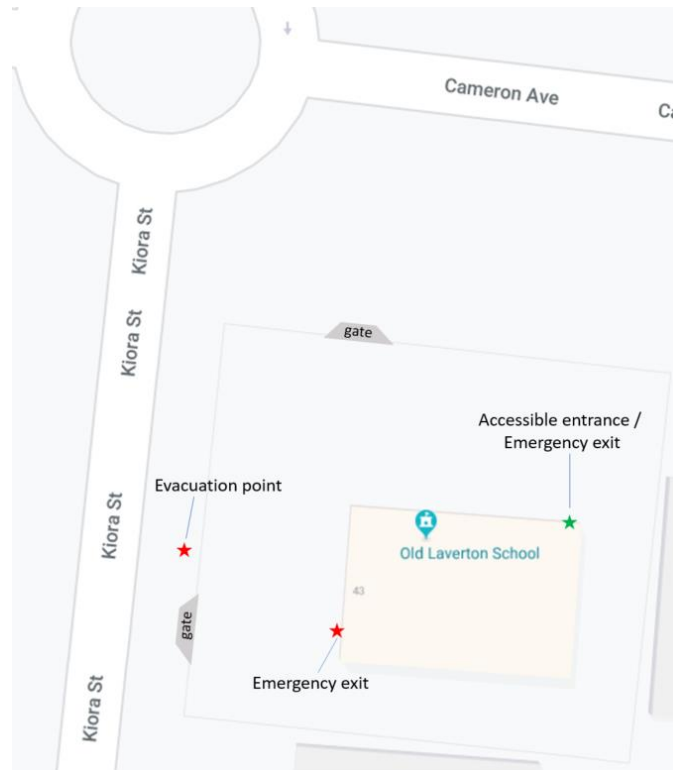 Cameron Ave
Ca
Kiora St
Kiora St
gate
Accessible entrance /
Emergency exit
Evacuation point
Kiora St
Old Laverton School
43
gate
Emergency exit
Kiora St